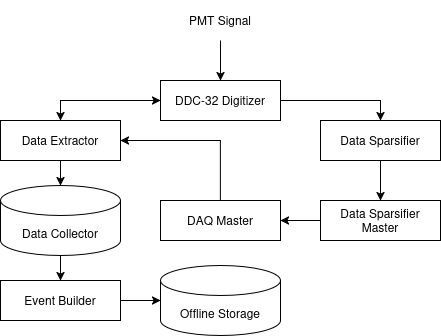 PMT Signal
DDC-32 Digitizer
Data Extractor
Data Sparsifier
DAQ Master
Data Sparsifier
Master
Data Collector
Event Builder
Offline Storage